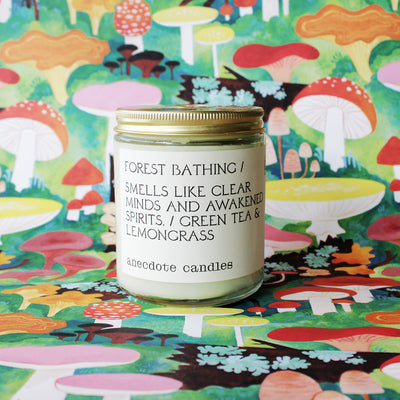 FOREST BATHING /
SMELLS LIKE CLEAR
MINDS AND AWAKENED
SPIRITS. / GREEN TEA &
LEMONGRASS
anecdote candles